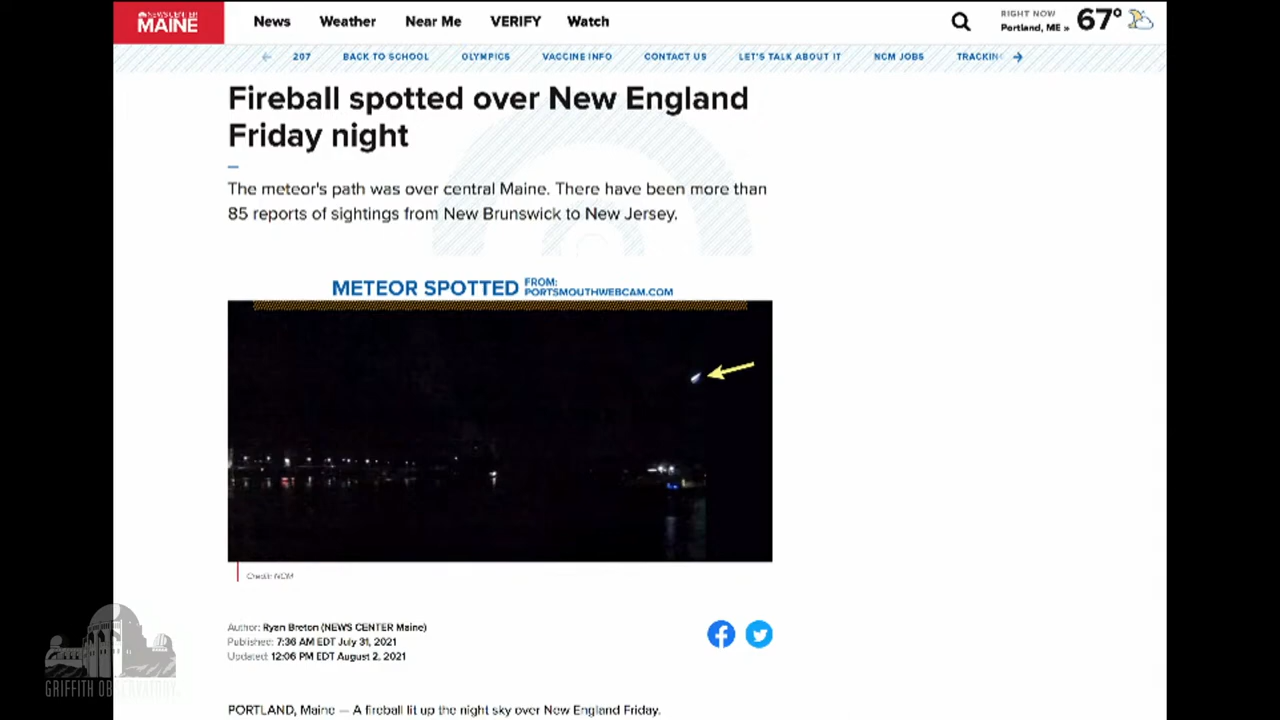 NEWS CENTER
MAINE
News Weather Near Me VERIFY Watch
RIGHT NOW
Portland, ME »
67°
207 BACK TO SCHOOL OLYMPICS VACCINE INFO CONTACT US LET'S TALK ABOUT IT NCM JOBS TRACKIN
Fireball spotted over New England
Friday night
The meteor's path was over central Maine. There have been more than
85 reports of sightings from New Brunswick to New Jersey.
METEOR SPOTTED FROM:
PORTSMOUTHWEBCAM.COM
Credit: NCM
Author: Ryan Breton (NEWS CENTER Maine)
Published: 7:36 AM EDT July 31, 2021
Updated: 12:06 PM EDT August 2, 2021
GRIFFITH OBSERVATORY
PORTLAND, Maine — A fireball lit up the night sky over New England Friday.